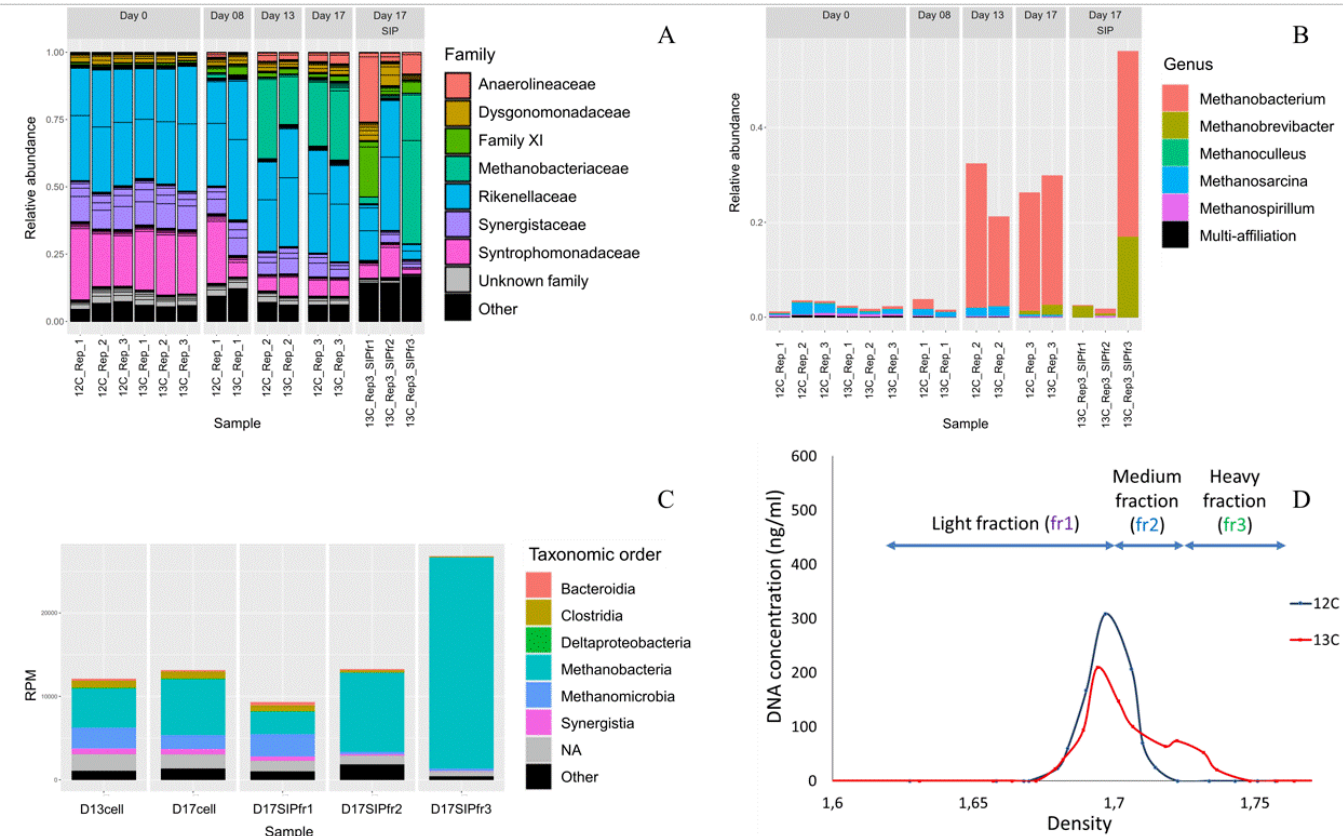 Day 0
Day 08
Day 13
Day 17
Day 17
SIP
A
1.00
0.75
0.50
0.25
0.00
Relative abundance
12C_Rep_1
12C_Rep_2
12C_Rep_3
13C_Rep_1
13C_Rep_2
13C_Rep_3
12C_Rep_1
13C_Rep_1
12C_Rep_2
13C_Rep_2
12C_Rep_3
13C_Rep_3
13C_Rep3_SIPfr1
13C_Rep3_SIPfr2
13C_Rep3_SIPfr3
Sample
Family
Anaerolineaceae
Dysgonomonadaceae
Family XI
Methanobacteriaceae
Rikenellaceae
Synergistaceae
Syntrophomonadaceae
Unknown family
Other
Day 0
Day 08
Day 13
Day 17
Day 17
SIP
B
0.4
0.2
0.0
Relative abundance
12C_Rep_1
12C_Rep_2
12C_Rep_3
13C_Rep_1
13C_Rep_2
13C_Rep_3
12C_Rep_1
13C_Rep_1
12C_Rep_2
13C_Rep_2
12C_Rep_3
13C_Rep_3
13C_Rep3_SIPfr1
13C_Rep3_SIPfr2
13C_Rep3_SIPfr3
Sample
Genus
Methanobacterium
Methanobrevibacter
Methanoculleus
Methanosarcina
Methanospirillum
Multi-affiliation
C
20000
10000
0
RPM
D13cell
D17cell
D17SIPfr1
D17SIPfr2
D17SIPfr3
Sample
Taxonomic order
Bacteroidia
Clostridia
Deltaproteobacteria
Methanobacteria
Methanomicrobia
Synergistia
NA
Other
D
600
500
400
300
200
100
0
DNA concentration (ng/ml)
Light fraction (fr1)
Medium
fraction
(fr2)
Heavy
fraction
(fr3)
12C
13C
1,6
1,65
1,7
1,75
Density